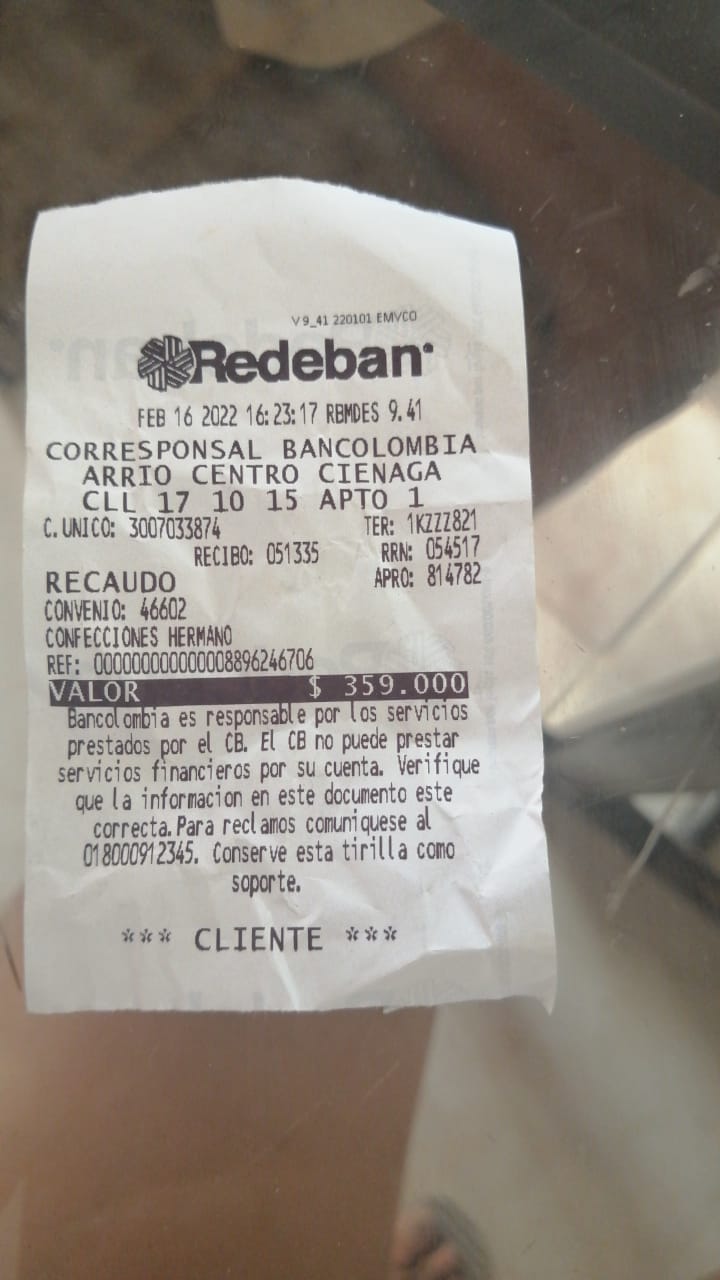 V9_41 220101 EMVCO
Redeban
FEB 16 2022 16:23:17 RBMDES 9.41
CORRESPONSAL BANCOLOMBIA
ARRIO CENTRO CIENAGA
CLL 17 10 15 APTO 1
C. UNICO: 3007033874 TER: 1KZZZ821
RECIBO: 051335 RRN: 054517
RECAUDO APRO: 814782
CONVENIO: 46602
CONFECCIONES HERMANO
REF: 000000000000008896246706
VALOR $ 359.000
Bancolombia es responsable por los servicios
prestados por el CB. El CB no puede prestar
servicios financieros por su cuenta. Verifique
que la informacion en este documento este
correcta. Para reclamos comuniquese al
018000912345. Conserve esta tirilla como
soporte.
*** CLIENTE ***